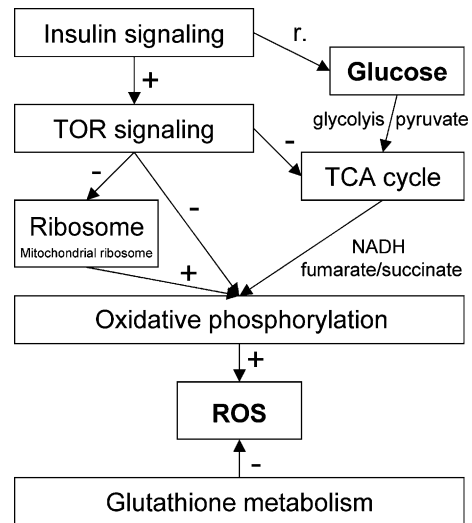 Insulin signaling
r.
Glucose
+
glycolyis pyruvate
TOR signaling
-
TCA cycle
-
-
Ribosome
Mitochondrial ribosome
NADH
fumarate/succinate
+
Oxidative phosphorylation
+
ROS
-
Glutathione metabolism